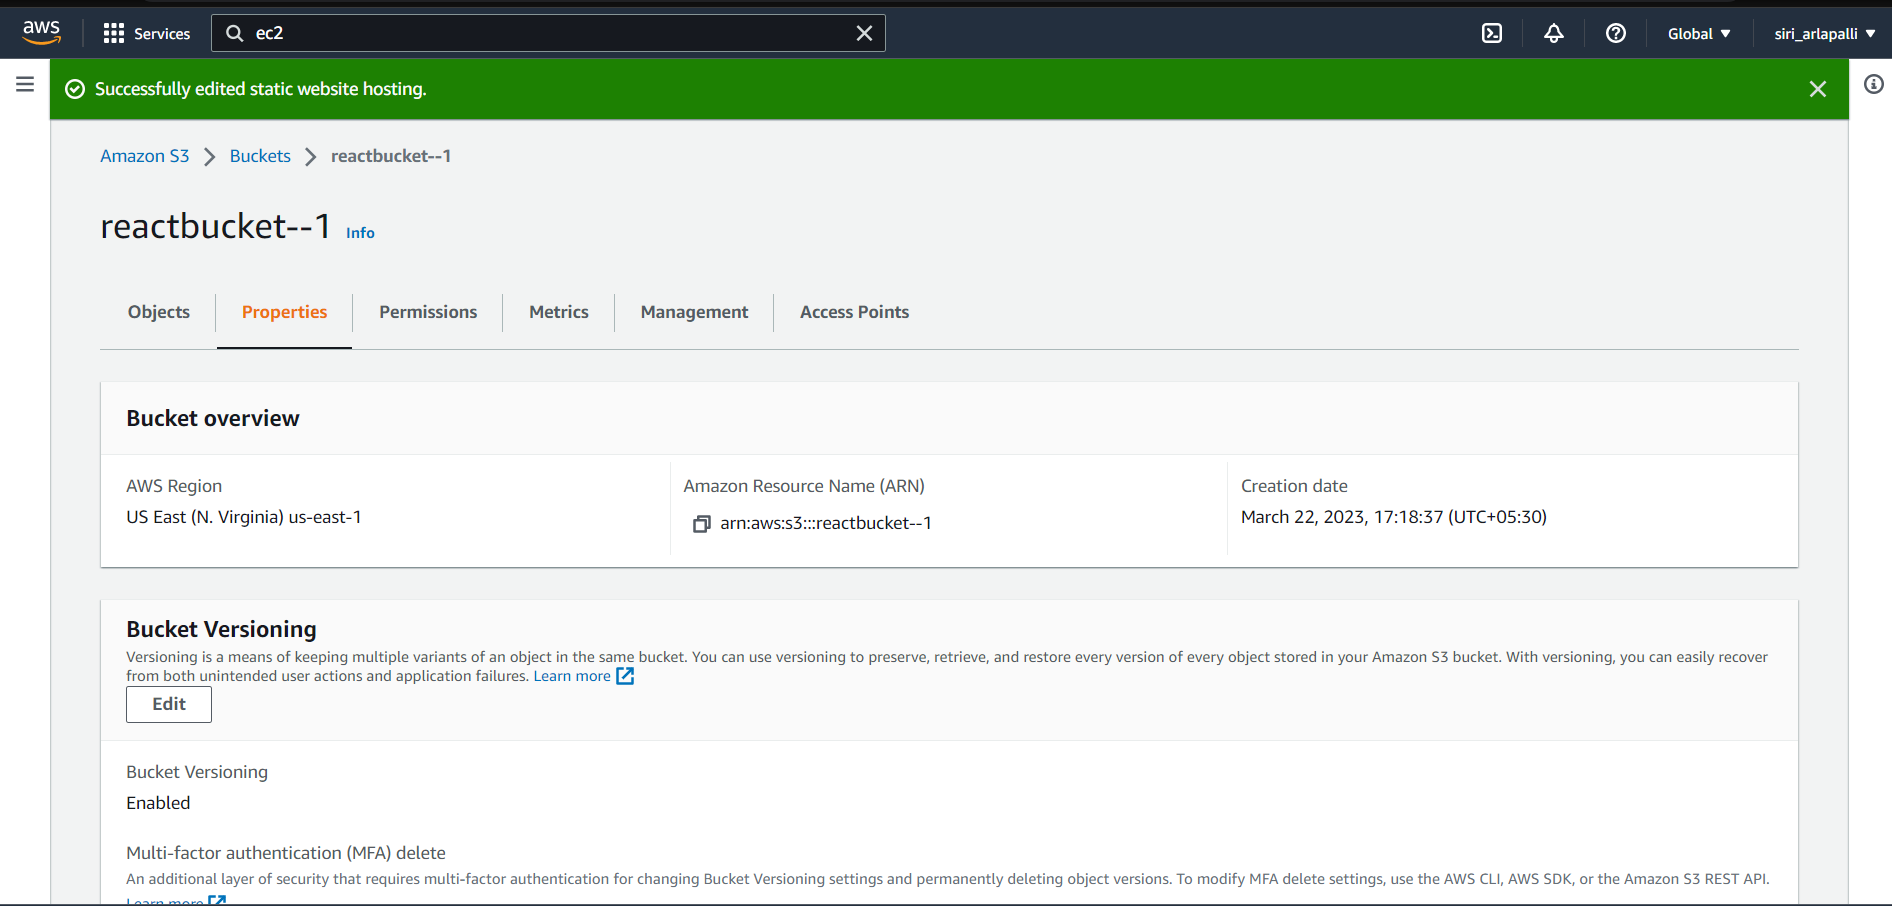 aws
Services
ec2
Global
siri_arlapalli
Successfully edited static website hosting.
Amazon S3
Buckets
reactbucket--1
reactbucket--1 Info
Objects
Properties
Permissions
Metrics
Management
Access Points
Bucket overview
AWS Region
US East (N. Virginia) us-east-1
Amazon Resource Name (ARN)
arn:aws:s3:::reactbucket--1
Creation date
March 22, 2023, 17:18:37 (UTC+05:30)
Bucket Versioning
Versioning is a means of keeping multiple variants of an object in the same bucket. You can use versioning to preserve, retrieve, and restore every version of every object stored in your Amazon S3 bucket. With versioning, you can easily recover
from both unintended user actions and application failures. Learn more
Edit
Bucket Versioning
Enabled
Multi-factor authentication (MFA) delete
An additional layer of security that requires multi-factor authentication for changing Bucket Versioning settings and permanently deleting object versions. To modify MFA delete settings, use the AWS CLI, AWS SDK, or the Amazon S3 REST API.
Learn more